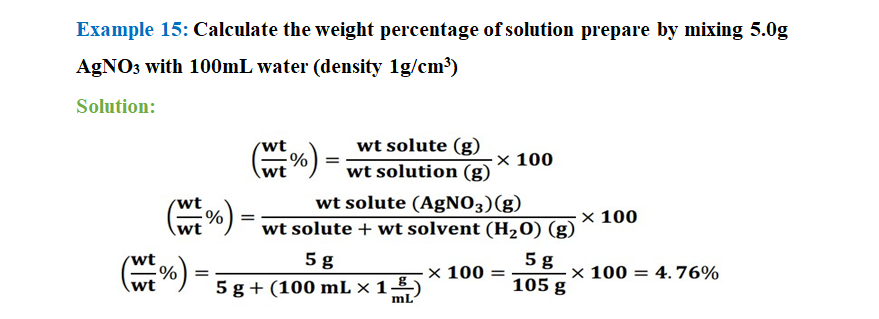 Example 15: Calculate the weight percentage of solution prepare by mixing 5.0g
AgNO₃ with 100mL water (density 1g/cm³)
Solution:
(wt/wt %) = wt solute (g) / wt solution (g) × 100
(wt/wt %) = wt solute (AgNO₃)(g) / wt solute + wt solvent (H₂O) (g) × 100
(wt/wt %) = 5 g / 5 g + (100 mL × 1 g/mL) × 100 = 5 g / 105 g × 100 = 4.76%